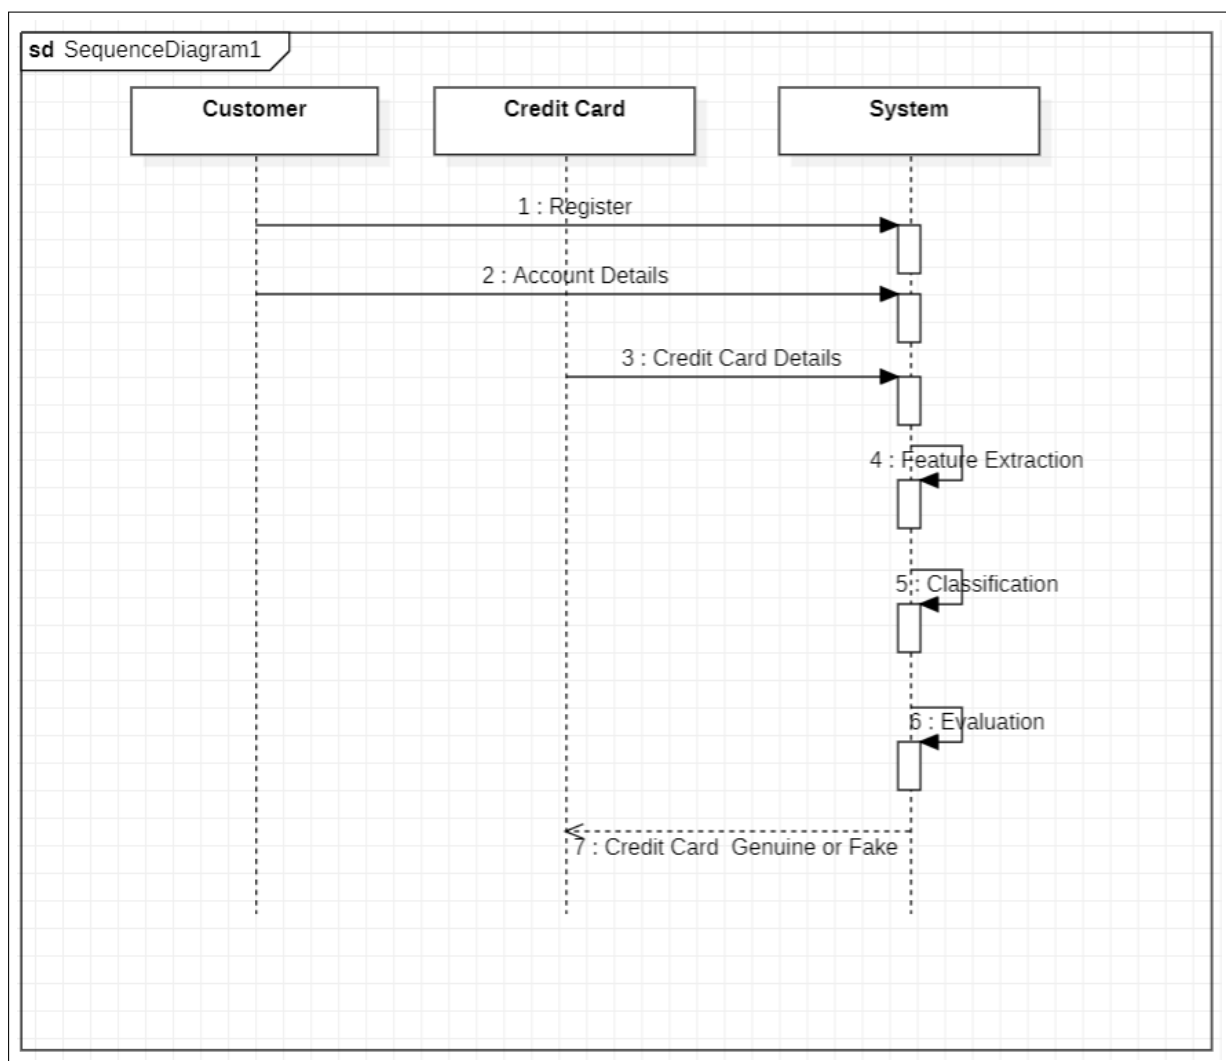 sd SequenceDiagram1
Customer
Credit Card
System
1 : Register
2 : Account Details
3 : Credit Card Details
4 : Feature Extraction
5 : Classification
6 : Evaluation
7 : Credit Card  Genuine or Fake